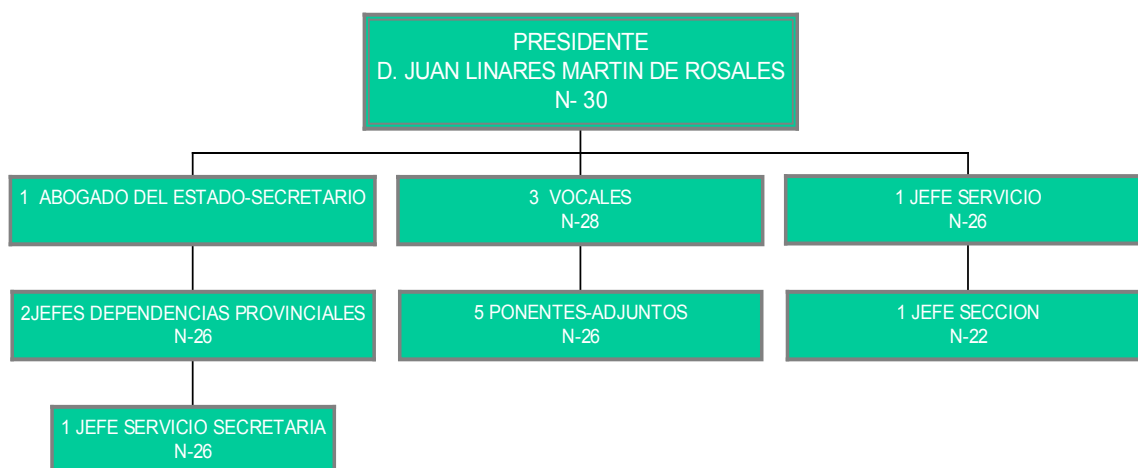 PRESIDENTE
D. JUAN LINARES MARTIN DE ROSALES
N- 30
1 ABOGADO DEL ESTADO-SECRETARIO
3 VOCALES
N-28
1 JEFE SERVICIO
N-26
2JEFES DEPENDENCIAS PROVINCIALES
N-26
5 PONENTES-ADJUNTOS
N-26
1 JEFE SECCION
N-22
1 JEFE SERVICIO SECRETARIA
N-26